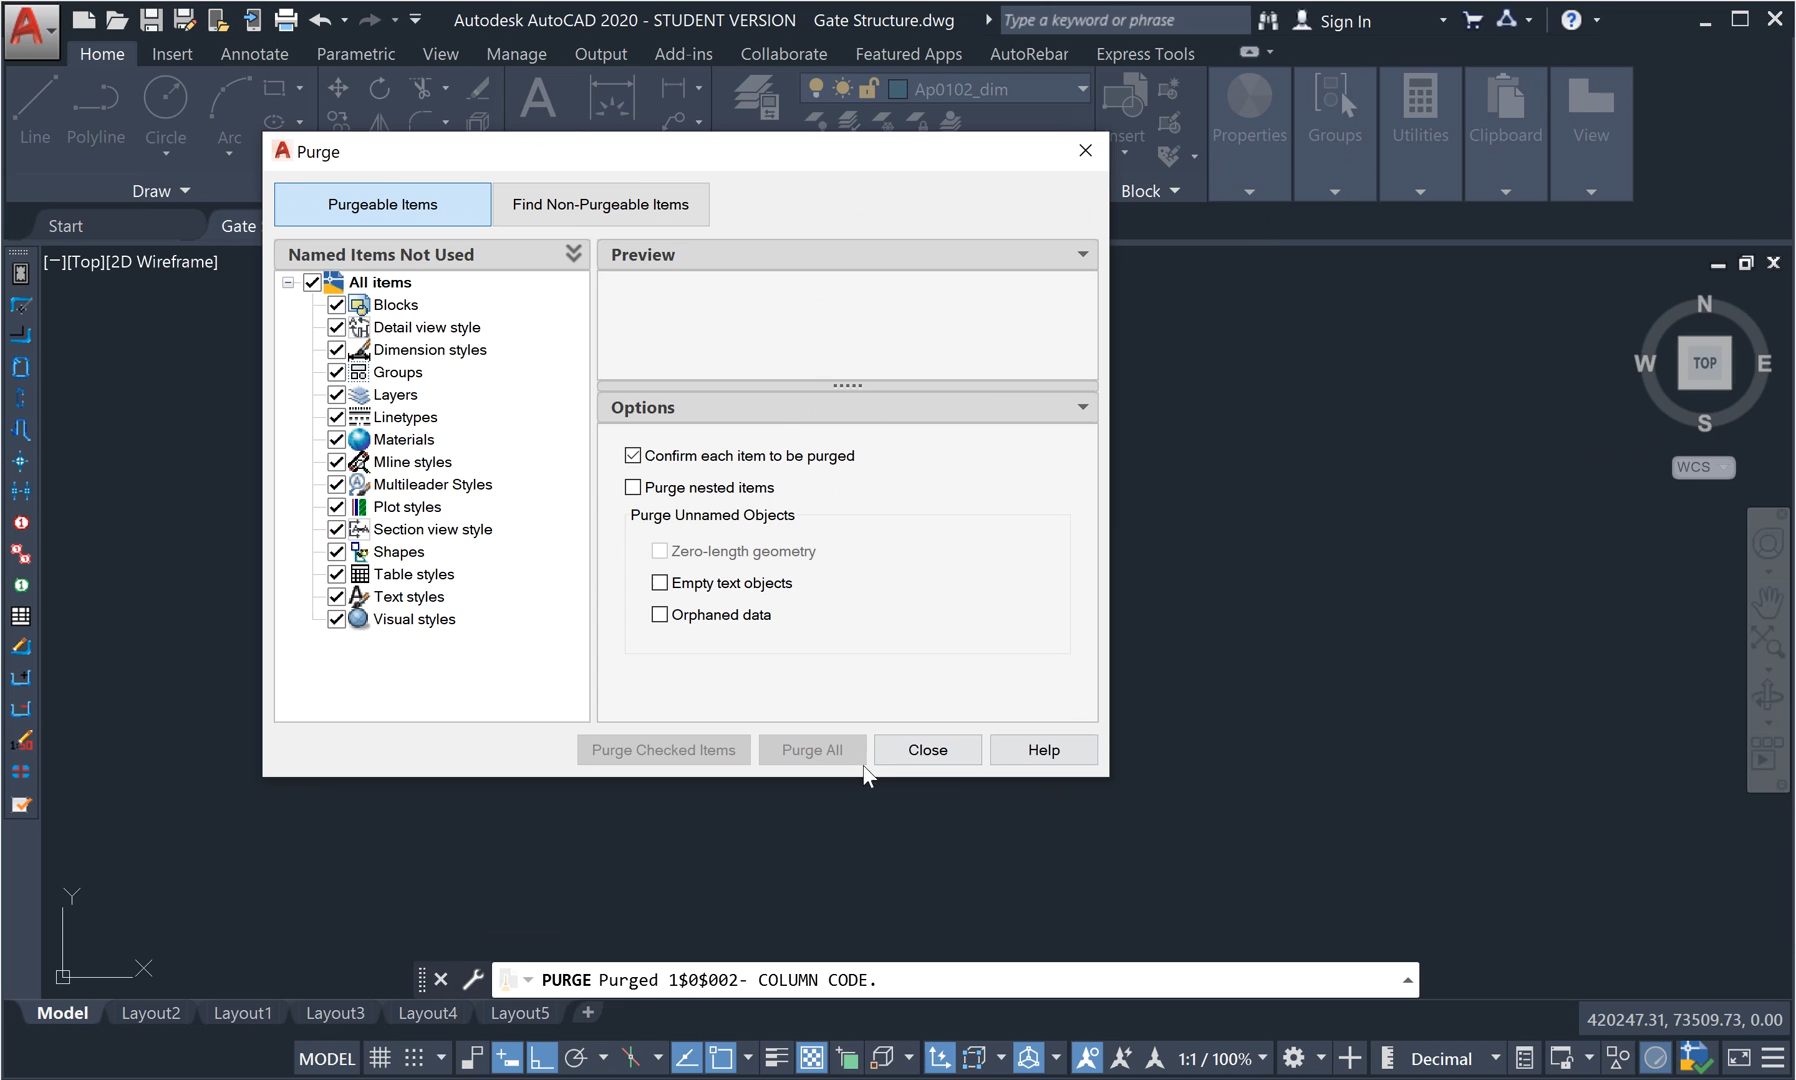 Autodesk AutoCAD 2020 - STUDENT VERSION Gate Structure.dwg
Type a keyword or phrase
Sign In
Home Insert Annotate Parametric View Manage Output Add-ins Collaborate Featured Apps AutoRebar Express Tools
Ap0102_dim
Line Polyline Circle Arc
nsert Properties Groups Utilities Clipboard View
Draw
Block
Start
Gate
[−][Top][2D Wireframe]
Purge
Purgeable Items
Find Non-Purgeable Items
Named Items Not Used
All items
Blocks
Detail view style
Dimension styles
Groups
Layers
Linetypes
Materials
Mline styles
Multileader Styles
Plot styles
Section view style
Shapes
Table styles
Text styles
Visual styles
Preview
Options
Confirm each item to be purged
Purge nested items
Purge Unnamed Objects
Zero-length geometry
Empty text objects
Orphaned data
Purge Checked Items
Purge All
Close
Help
N
W TOP E
S
WCS
Y
X
PURGE Purged 1$0$002- COLUMN CODE.
Model Layout2 Layout1 Layout3 Layout4 Layout5 +
420247.31, 73509.73, 0.00
MODEL
1:1 / 100%
Decimal